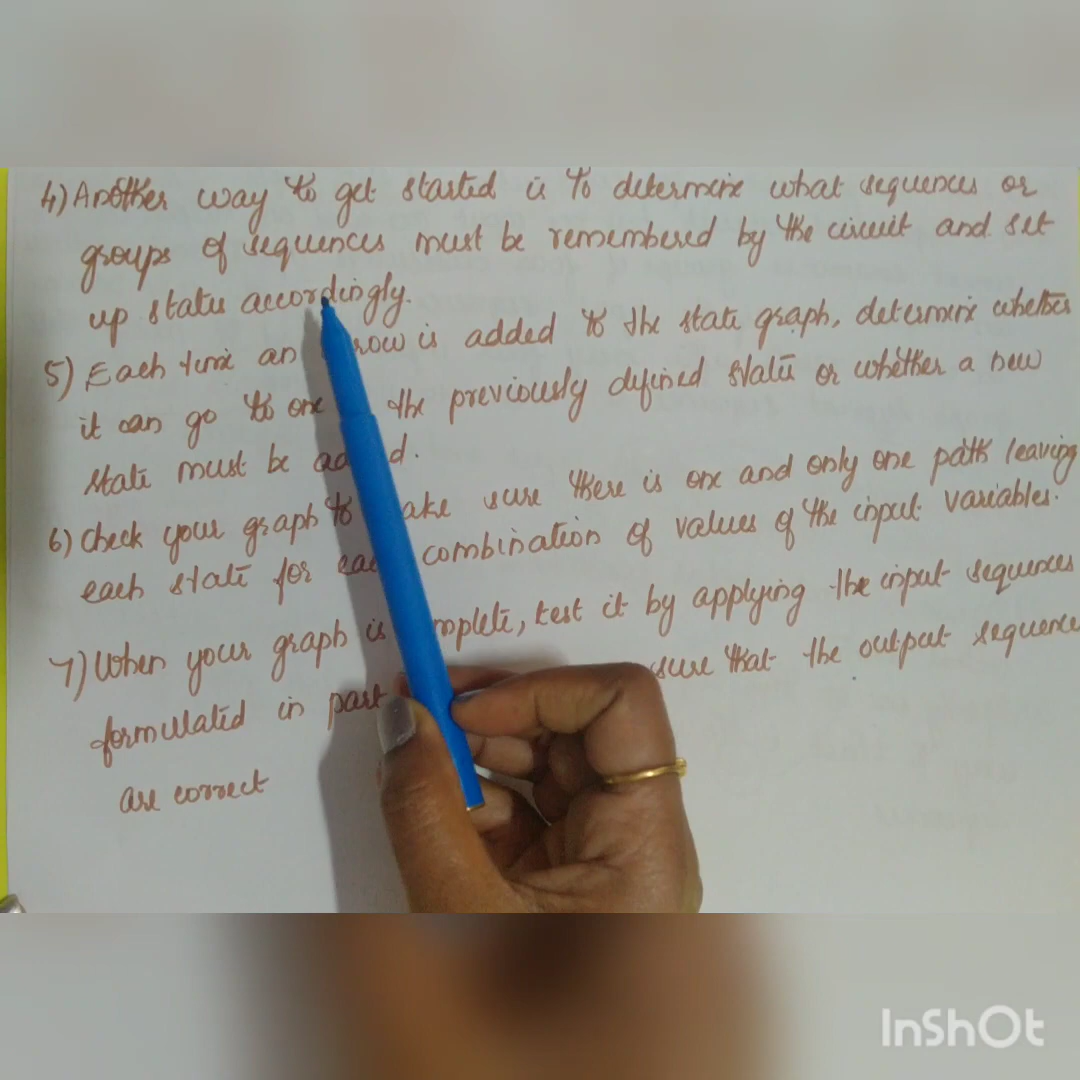 4) Another way to get started is to determine what sequences or
groups of sequences must be remembered by the circuit and set
up states accordingly.
5) Each time an row is added to the state graph, determine whether
it can go to one the previously defined states or whether a new
state must be d.
6) Check your graph to ake sure there is one and only one path leaving
each state for combination of values of the input variables.
7) When your graph is mplete, test it by applying the input sequences
formulated in part sure that the output sequence
are correct
InShOt